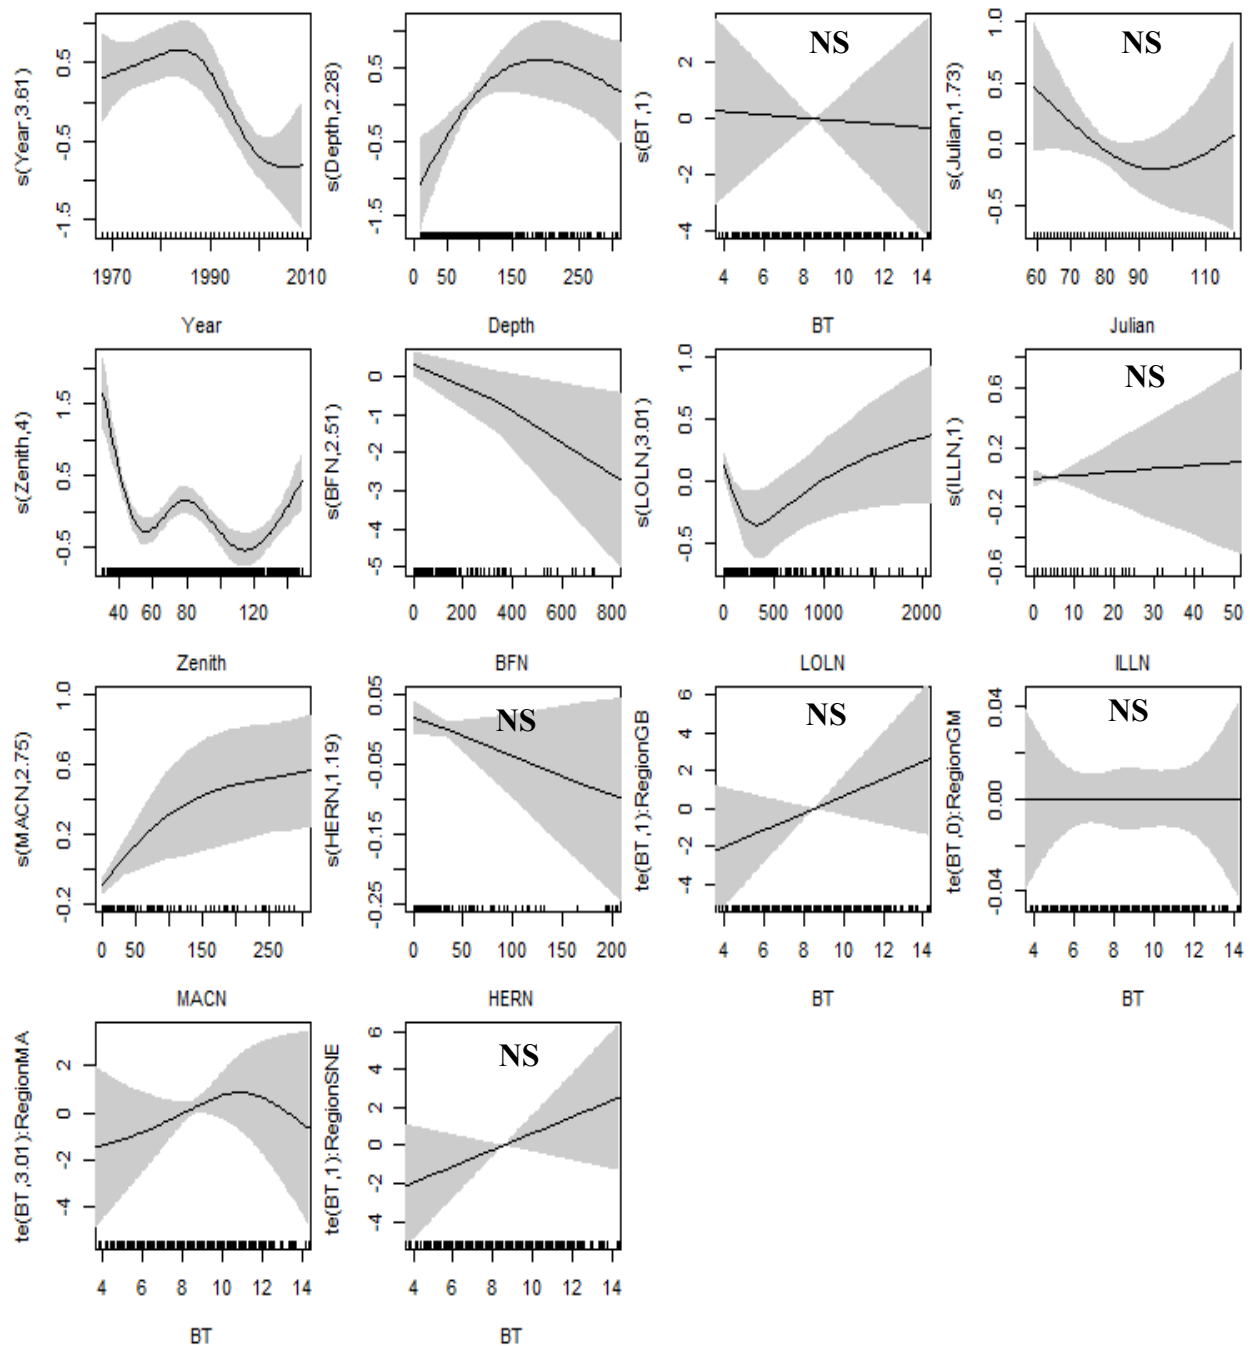 s(Year,3.61)
-1.5 -0.5 0.5
1970 1990 2010
Year
s(Depth,2.28)
-1.5 -0.5 0.5
0 50 150 250
Depth
s(BT,1)
-4 -2 0 2
NS
4 6 8 10 12 14
BT
s(Julian,1.73)
-0.5 0.0 0.5 1.0
NS
60 70 80 90 110
Julian
s(Zenith,4)
-0.5 0.5 1.5
40 60 80 120
Zenith
s(BFN,2.51)
-5 -4 -3 -2 -1 0
0 200 400 600 800
BFN
s(LOLN,3.01)
-0.5 0.0 0.5 1.0
0 500 1000 2000
LOLN
s(ILLN,1)
-0.6 -0.2 0.2 0.6
NS
0 10 20 30 40 50
ILLN
s(MACN,2.75)
-0.2 0.2 0.6 1.0
0 50 150 250
MACN
s(HERN,1.19)
-0.25 -0.15 -0.05 0.05
NS
0 50 100 200
HERN
te(BT,1):RegionGB
-4 -2 0 2 4 6
NS
4 6 8 10 12 14
BT
te(BT,0):RegionGM
-0.04 0.00 0.04
NS
4 6 8 10 12 14
BT
te(BT,3.01):RegionMA
-4 -2 0 2
4 6 8 10 12 14
BT
te(BT,1):RegionSNE
-4 -2 0 2 4 6
NS
4 6 8 10 12 14
BT